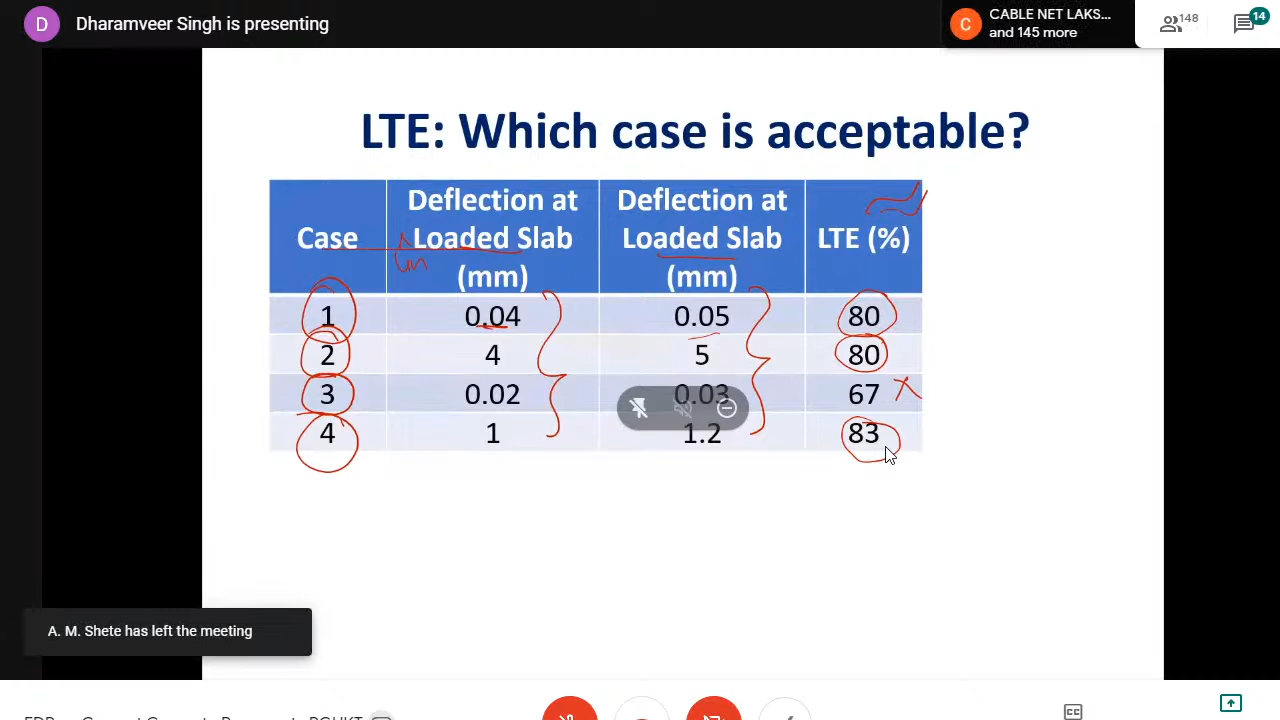 D Dharamveer Singh is presenting
C CABLE NET LAKS...
and 145 more
148
14
LTE: Which case is acceptable?
Case Deflection at Loaded Slab (mm) Deflection at Loaded Slab (mm) LTE (%)
un
1 0.04 0.05 80
2 4 5 80
3 0.02 0.03 67
4 1 1.2 83
A. M. Shete has left the meeting
CC